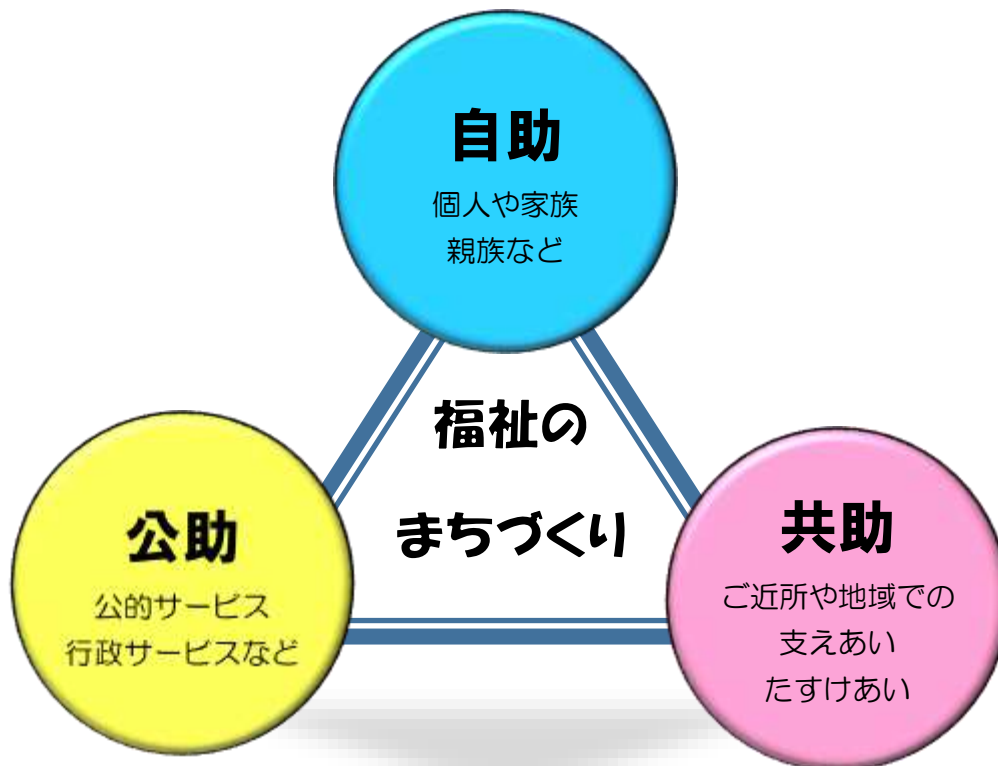 自助
個人や家族
親族など
福祉の
まちづくり
公助
公的サービス
行政サービスなど
共助
ご近所や地域での
支えあい
たすけあい